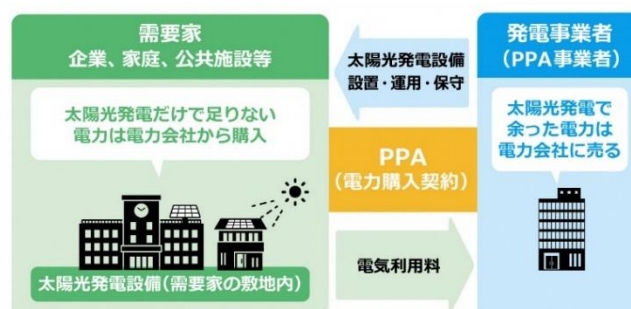 需要家
企業、家庭、公共施設等
太陽光発電だけで足りない
電力は電力会社から購入
太陽光発電設備(需要家の敷地内)
太陽光発電設備
設置・運用・保守
PPA
(電力購入契約)
電気利用料
発電事業者
(PPA事業者)
太陽光発電で
余った電力は
電力会社に売る